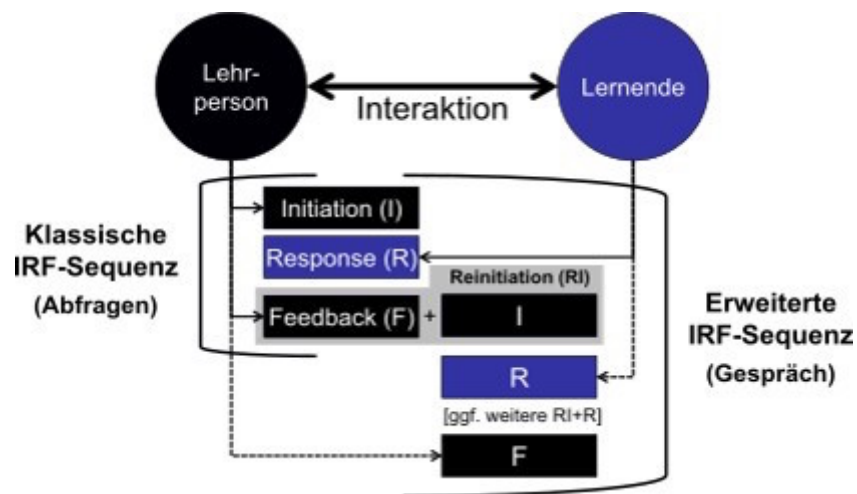 Lehr-
person
Lernende
Interaktion
Klassische
IRF-Sequenz
(Abfragen)
Initiation (I)
Response (R)
Reinitiation (RI)
Feedback (F) + I
R
[ggf. weitere RI+R]
F
Erweiterte
IRF-Sequenz
(Gespräch)